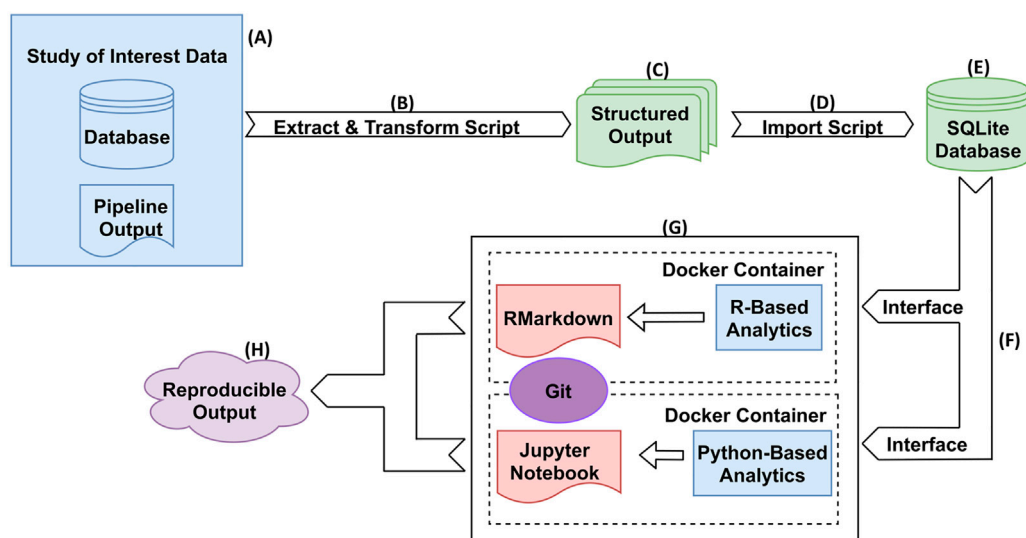 (A)
Study of Interest Data
Database
Pipeline
Output
(B)
Extract & Transform Script
(C)
Structured
Output
(D)
Import Script
(E)
SQLite
Database
(F)
Interface
Interface
(G)
Docker Container
RMarkdown
R-Based
Analytics
Git
Docker Container
Jupyter
Notebook
Python-Based
Analytics
(H)
Reproducible
Output